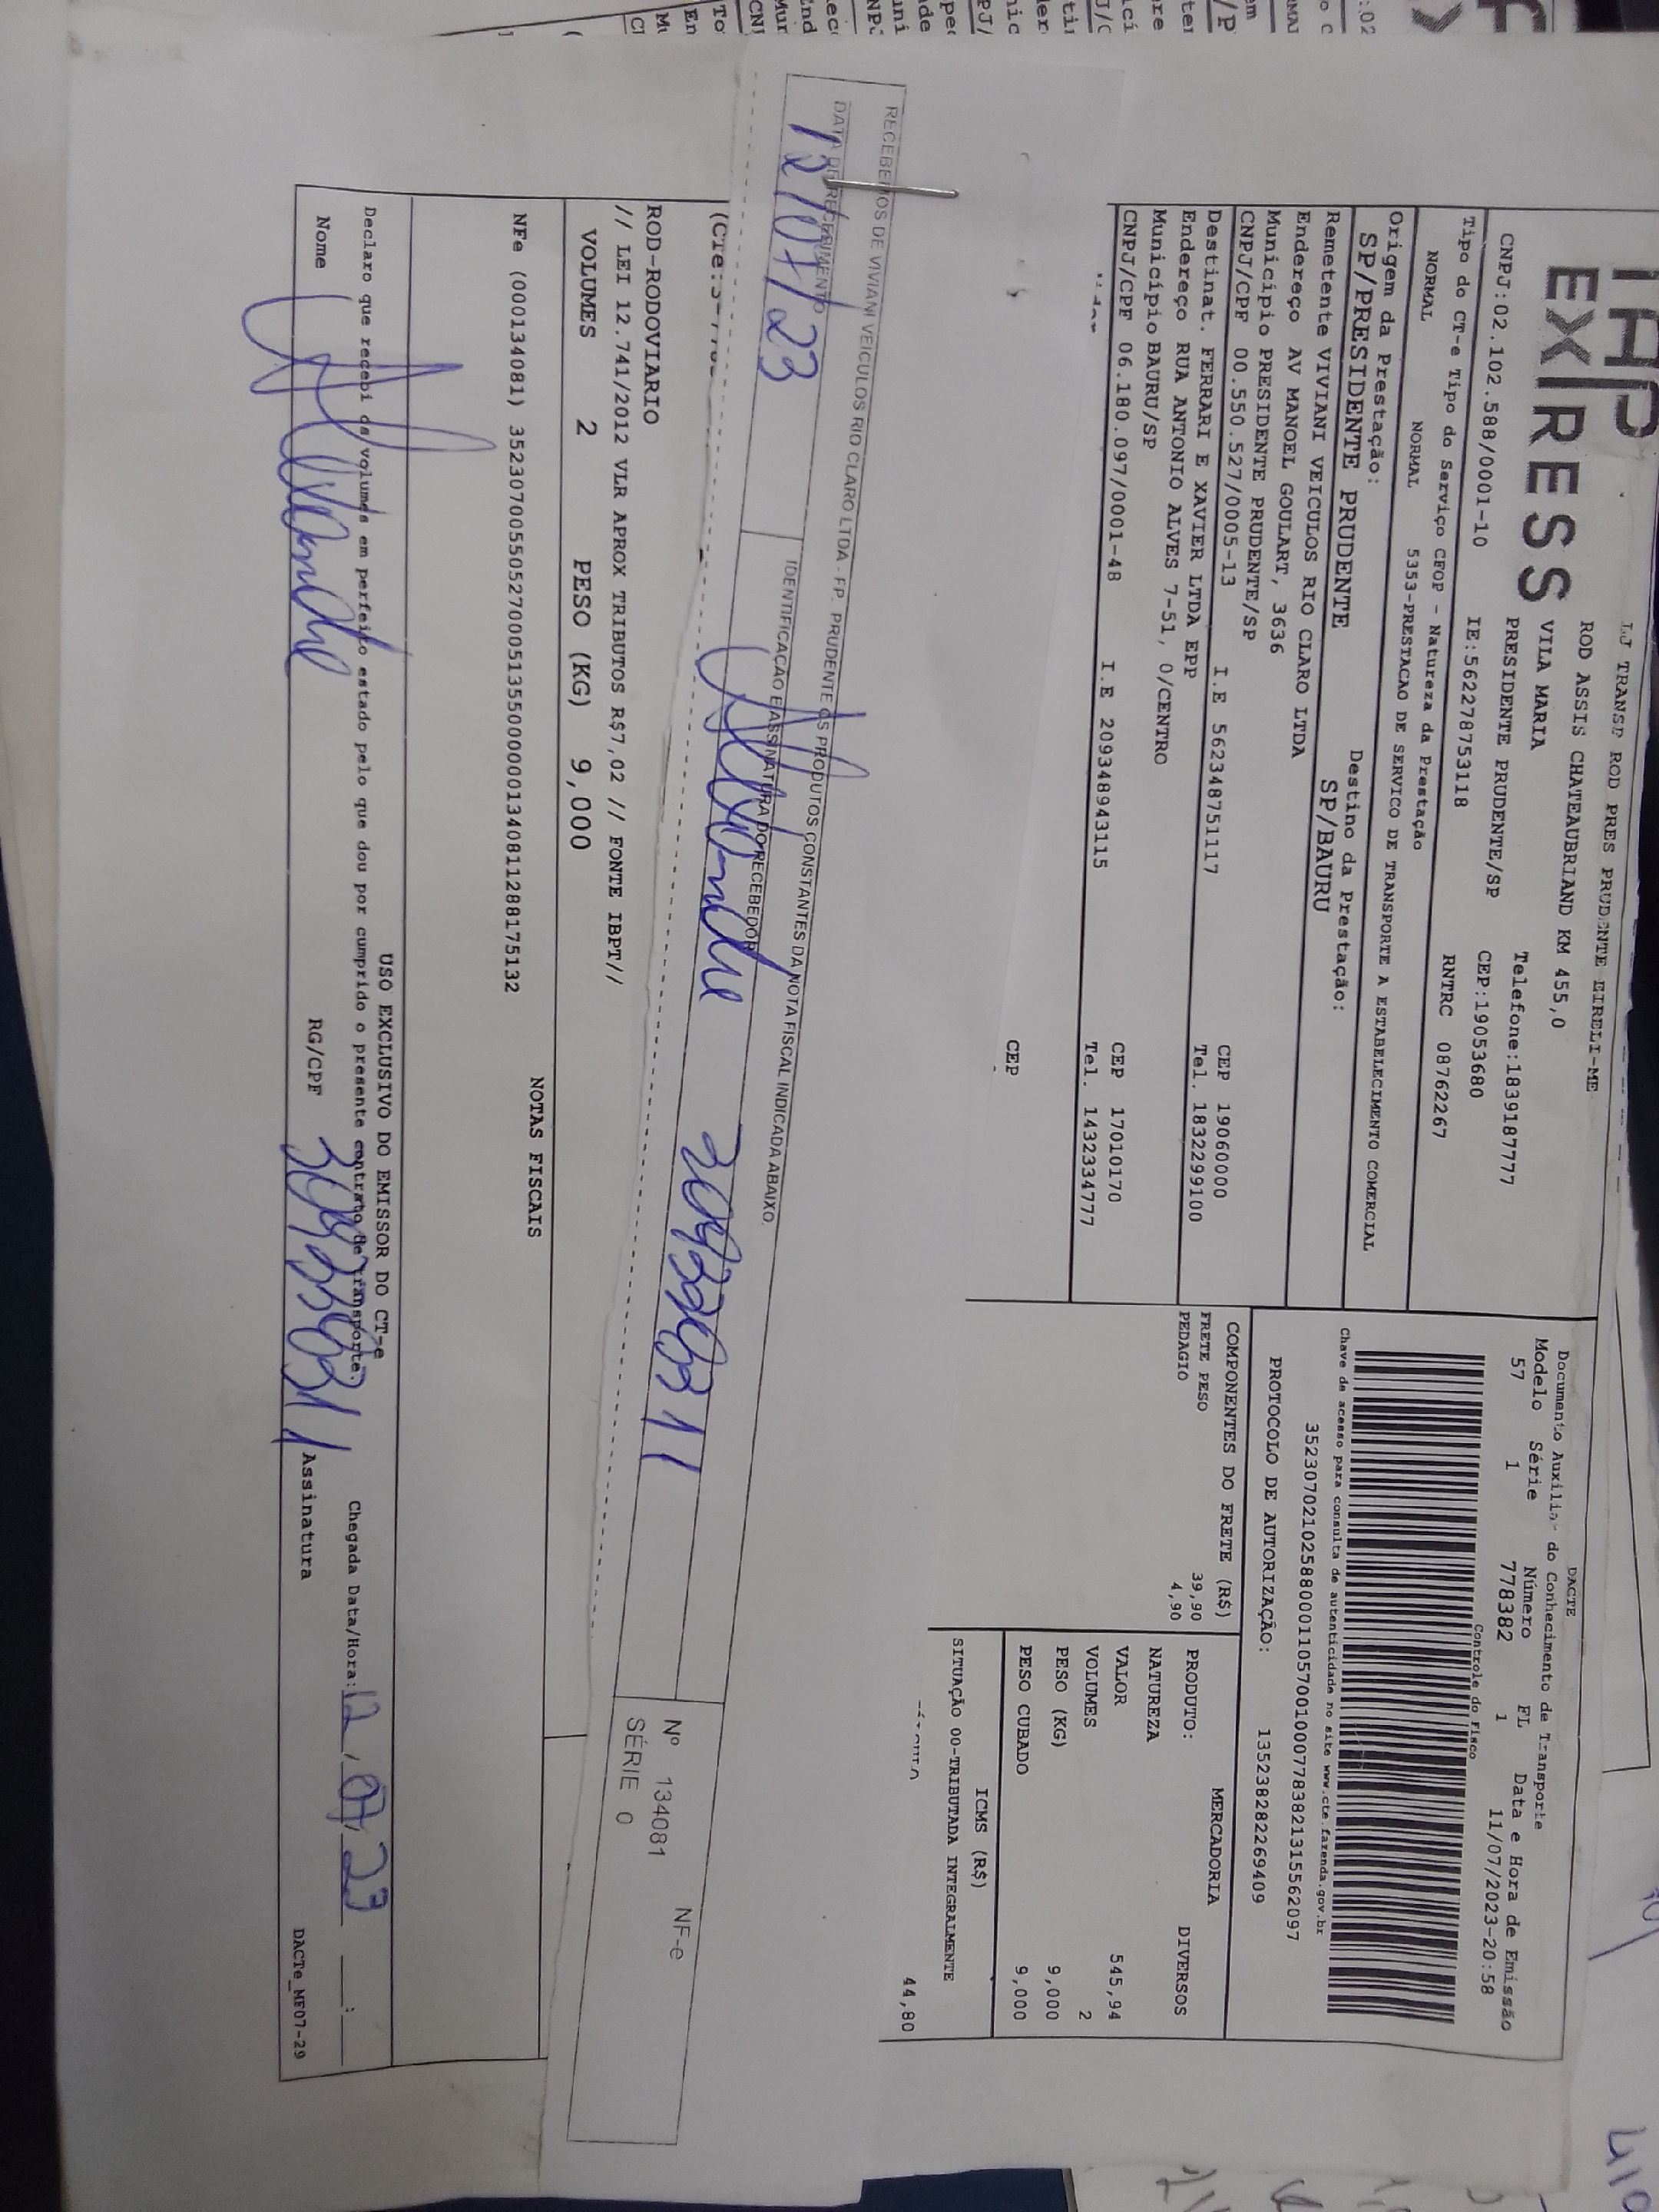 EXPRESS
LJ TRANSP ROD PRES PRUDENTE EIRELI-ME
ROD ASSIS CHATEAUBRIAND KM 455,0
VILA MARIA
PRESIDENTE PRUDENTE/SP
Telefone:1839187777
CNPJ:02.102.588/0001-10
IE:562278753118
CEP:19053680
RNTRC 08762267
Tipo do CT-e Tipo do Serviço CFOP - Natureza da Prestação
NORMAL NORMAL 5353-PRESTACAO DE SERVICO DE TRANSPORTE A ESTABELECIMENTO COMERCIAL
Origem da Prestação: Destino da Prestação:
SP/PRESIDENTE PRUDENTE SP/BAURU
Remetente VIVIANI VEICULOS RIO CLARO LTDA
Endereço AV MANOEL GOULART, 3636
Município PRESIDENTE PRUDENTE/SP CEP 19060000
CNPJ/CPF 00.550.527/0005-13 I.E 562348751117 Tel. 1832299100
Destinat. FERRARI E XAVIER LTDA EPP
Endereço RUA ANTONIO ALVES 7-51, 0/CENTRO
Município BAURU/SP CEP 17010170
CNPJ/CPF 06.180.097/0001-48 I.E 209348943115 Tel. 1432334777
CEP
DACTE
Documento Auxiliar do Conhecimento de Transporte
Modelo Série Número FL Data e Hora de Emissão
57 1 778382 1 11/07/2023-20:58
Controle do Fisco
Chave de acesso para consulta de autenticidade no site www.cte.fazenda.gov.br
35230702102588000110570010007783821315562097
PROTOCOLO DE AUTORIZAÇÃO: 135238282269409
COMPONENTES DO FRETE (R$)
FRETE PESO 39,90
PEDAGIO 4,90
MERCADORIA
PRODUTO: DIVERSOS
NATUREZA
VALOR 545,94
VOLUMES 2
PESO (KG) 9,000
PESO CUBADO 9,000
ICMS (R$)
SITUAÇÃO 00-TRIBUTADA INTEGRALMENTE
44,80
RECEBEMOS DE VIVIANI VEICULOS RIO CLARO LTDA - FP. PRUDENTE OS PRODUTOS CONSTANTES DA NOTA FISCAL INDICADA ABAIXO.
DATA DE RECEBIMENTO IDENTIFICAÇÃO E ASSINATURA DO RECEBEDOR
12/07/23
NF-e
Nº 134081
SÉRIE 0
ROD-RODOVIARIO
// LEI 12.741/2012 VLR APROX TRIBUTOS R$7,02 // FONTE IBPT//
VOLUMES 2 PESO (KG) 9,000
NOTAS FISCAIS
NFe (000134081) 35230700550527000513550000001340811288175132
USO EXCLUSIVO DO EMISSOR DO CT-e
Declaro que recebi os volumes em perfeito estado pelo que dou por cumprido o presente contrato de transporte.
Chegada Data/Hora: 12/07/23 :
Nome RG/CPF Assinatura
DACTe_MF07-29